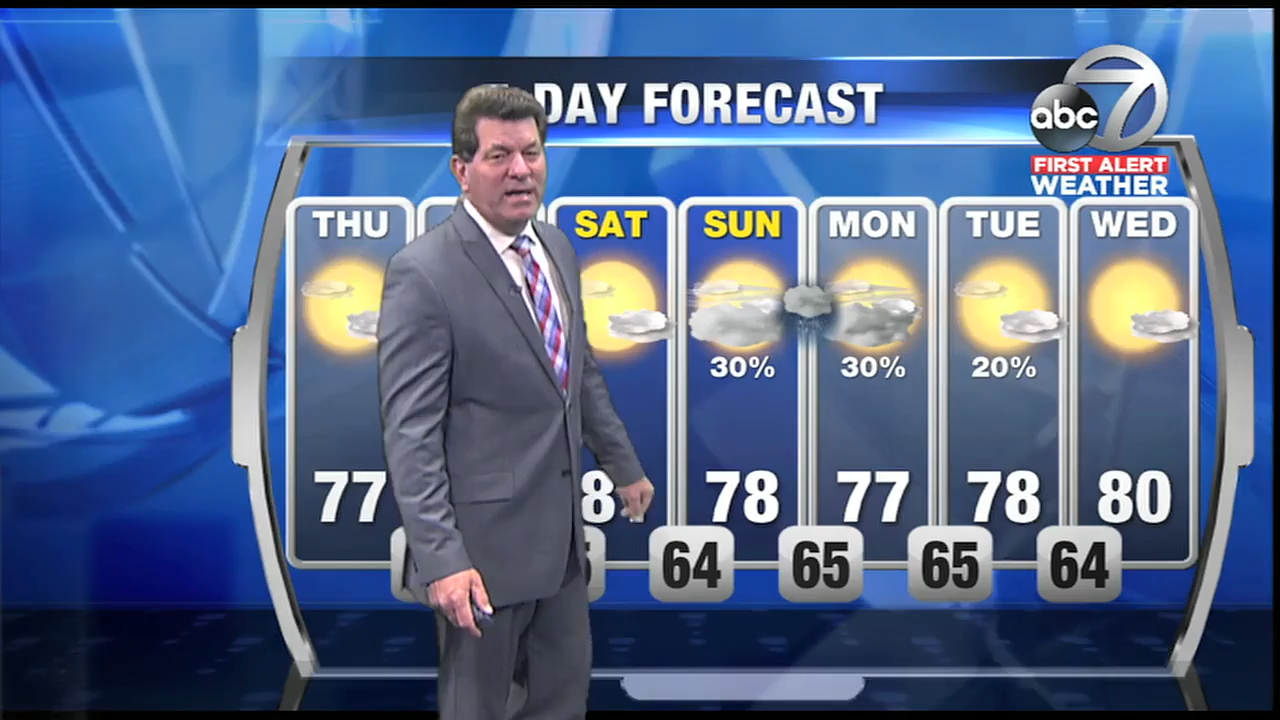 DAY FORECAST
abc 7
FIRST ALERT
WEATHER
THU SAT SUN MON TUE WED
30% 30% 20%
77 8 78 77 78 80
64 65 65 64